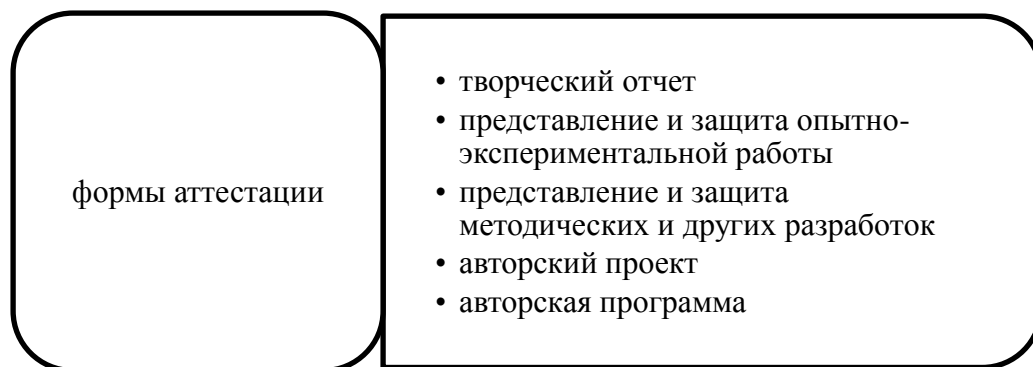 формы аттестации
• творческий отчет
• представление и защита опытно-
экспериментальной работы
• представление и защита
методических и других разработок
• авторский проект
• авторская программа